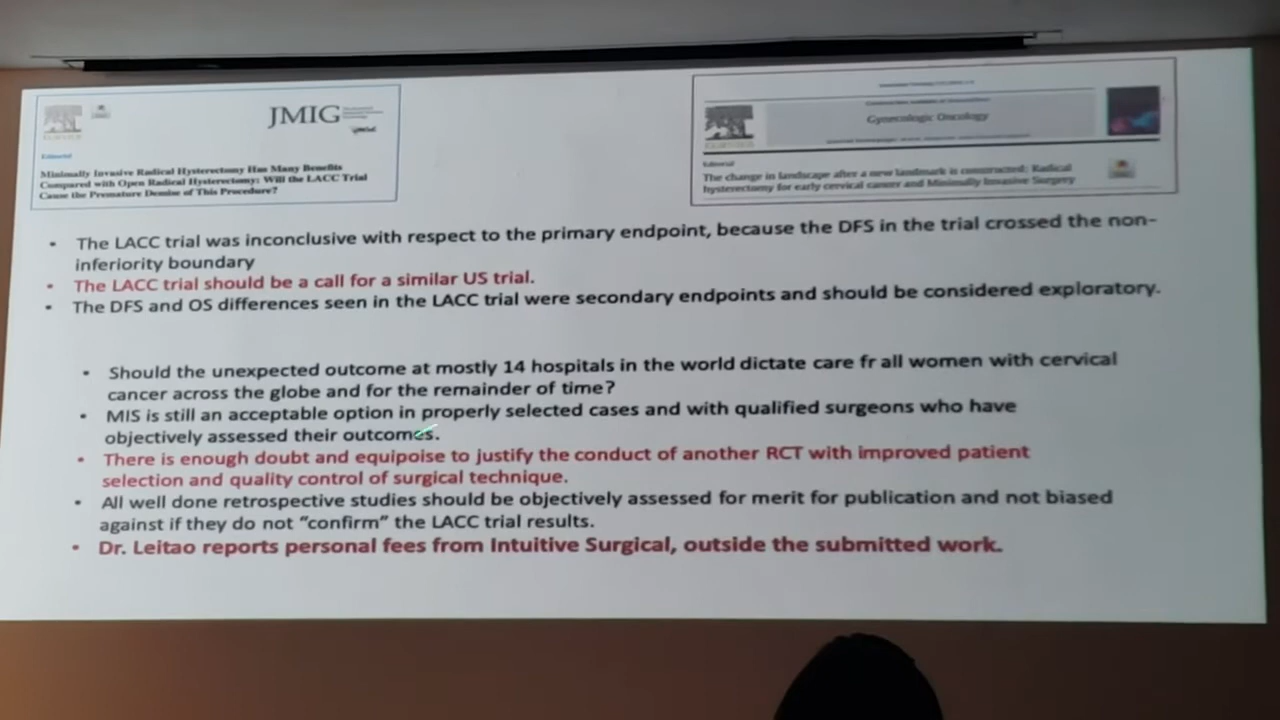 ELSEVIER
JMIG
Editorial
Minimally Invasive Radical Hysterectomy Has Many Benefits
Compared with Open Radical Hysterectomy: Will the LACC Trial
Cause the Premature Demise of This Procedure?
Gynecologic Oncology
ELSEVIER
Editorial
The change in landscape after a new landmark is constructed: Radical
hysterectomy for early cervical cancer and Minimally Invasive Surgery
• The LACC trial was inconclusive with respect to the primary endpoint, because the DFS in the trial crossed the non-
inferiority boundary
• The LACC trial should be a call for a similar US trial.
• The DFS and OS differences seen in the LACC trial were secondary endpoints and should be considered exploratory.
• Should the unexpected outcome at mostly 14 hospitals in the world dictate care fr all women with cervical
cancer across the globe and for the remainder of time?
• MIS is still an acceptable option in properly selected cases and with qualified surgeons who have
objectively assessed their outcomes.
• There is enough doubt and equipoise to justify the conduct of another RCT with improved patient
selection and quality control of surgical technique.
• All well done retrospective studies should be objectively assessed for merit for publication and not biased
against if they do not "confirm" the LACC trial results.
• Dr. Leitao reports personal fees from Intuitive Surgical, outside the submitted work.